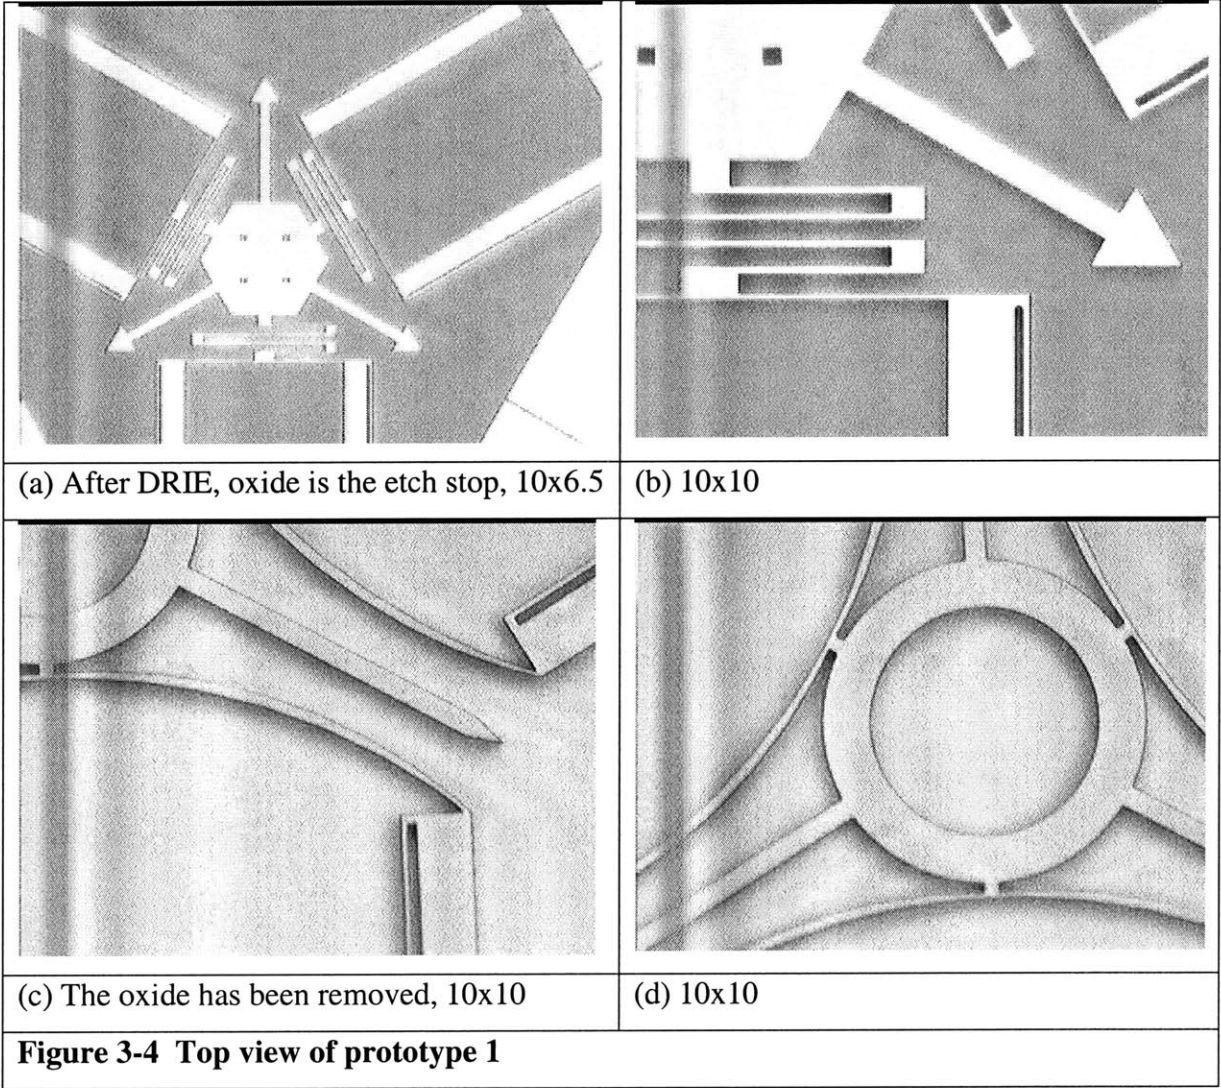 (a) After DRIE, oxide is the etch stop, 10x6.5
(b) 10x10
(c) The oxide has been removed, 10x10
(d) 10x10
Figure 3-4 Top view of prototype 1